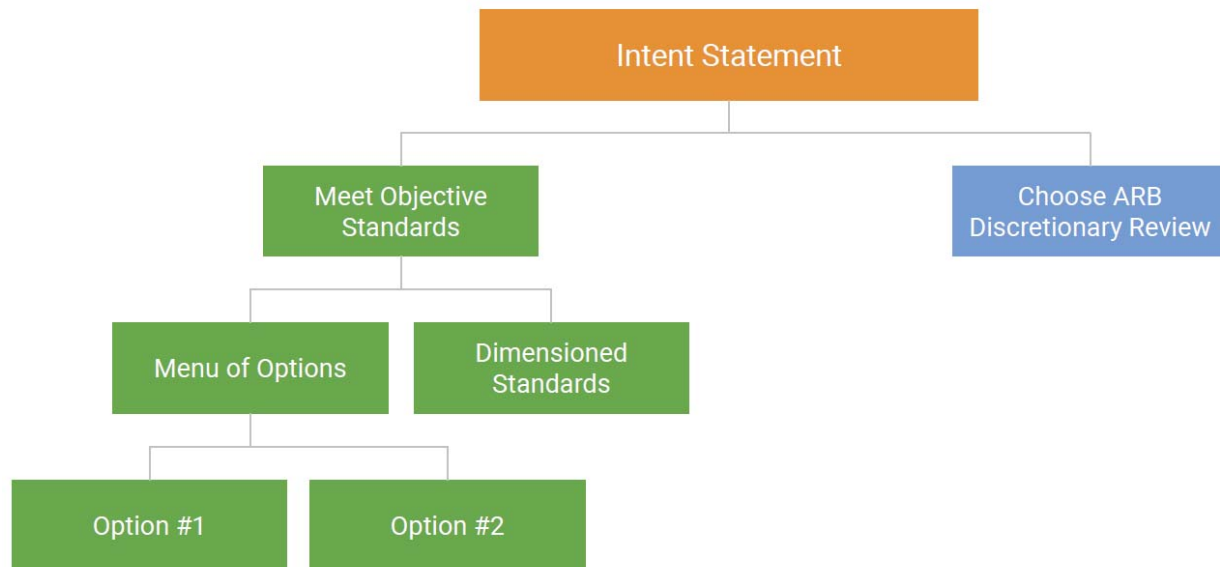 Intent Statement
Meet Objective
Standards
Choose ARB
Discretionary Review
Menu of Options
Dimensioned
Standards
Option #1
Option #2